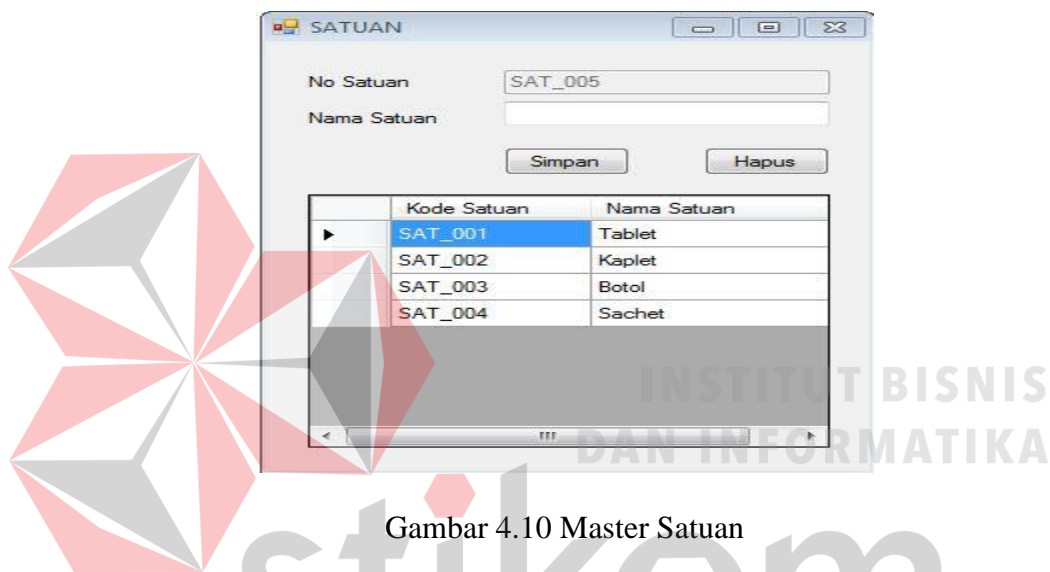 SATUAN
No Satuan SAT_005
Nama Satuan
Simpan Hapus
Kode Satuan Nama Satuan
SAT_001 Tablet
SAT_002 Kaplet
SAT_003 Botol
SAT_004 Sachet
INSTITUT BISNIS
DAN INFORMATIKA
Gambar 4.10 Master Satuan
stikom